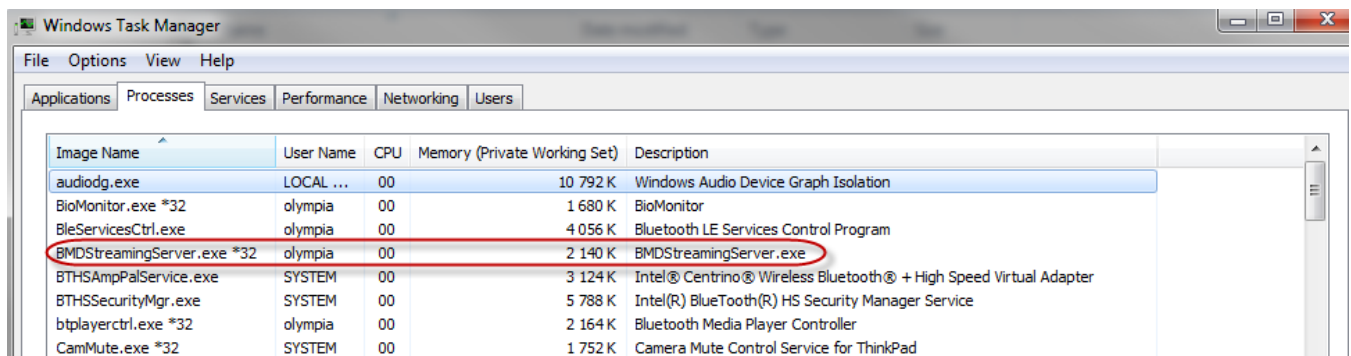 Windows Task Manager
File Options View Help
Applications Processes Services Performance Networking Users
Image Name User Name CPU Memory (Private Working Set) Description
audiodg.exe LOCAL ... 00 10 792 K Windows Audio Device Graph Isolation
BioMonitor.exe *32 olympia 00 1 680 K BioMonitor
BleServicesCtrl.exe olympia 00 4 056 K Bluetooth LE Services Control Program
BMDStreamingServer.exe *32 olympia 00 2 140 K BMDStreamingServer.exe
BTHSAmpPalService.exe SYSTEM 00 3 124 K Intel® Centrino® Wireless Bluetooth® + High Speed Virtual Adapter
BTHSSecurityMgr.exe SYSTEM 00 5 788 K Intel(R) BlueTooth(R) HS Security Manager Service
btplayerctrl.exe *32 olympia 00 2 164 K Bluetooth Media Player Controller
CamMute.exe *32 SYSTEM 00 1 752 K Camera Mute Control Service for ThinkPad